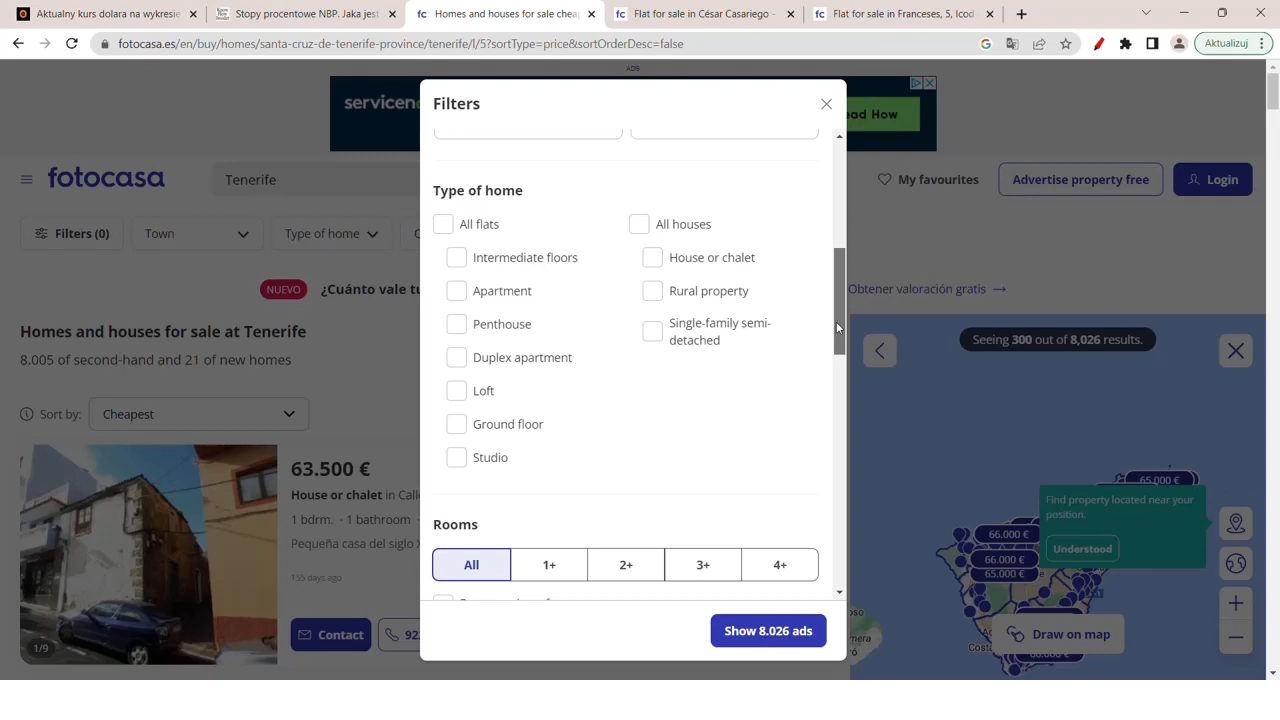 Aktualny kurs dolara na wykresie
Stopy procentowe NBP. Jaka jest
Homes and houses for sale chea
Flat for sale in César Casariego -
Flat for sale in Franceses, 5, Icod
fotocasa.es/en/buy/homes/santa-cruz-de-tenerife-province/tenerife/l/5?sortType=price&sortOrderDesc=false
Aktualizuj
ADS
servicen
ead How
Filters
fotocasa
Tenerife
My favourites
Advertise property free
Login
Filters (0)
Town
Type of home
NUEVO
¿Cuánto vale tu
Obtener valoración gratis →
Homes and houses for sale at Tenerife
8.005 of second-hand and 21 of new homes
Sort by:
Cheapest
63.500 €
House or chalet in Calle
1 bdrm. · 1 bathroom ·
Pequeña casa del siglo
155 days ago
Contact
92
1/9
Type of home
All flats
Intermediate floors
Apartment
Penthouse
Duplex apartment
Loft
Ground floor
Studio
All houses
House or chalet
Rural property
Single-family semi-
detached
Rooms
All
1+
2+
3+
4+
Show 8.026 ads
Seeing 300 out of 8,026 results.
65.000 €
Find property located near your
position.
Understood
66.000 €
66.000 €
65.000 €
Draw on map
66.000 €